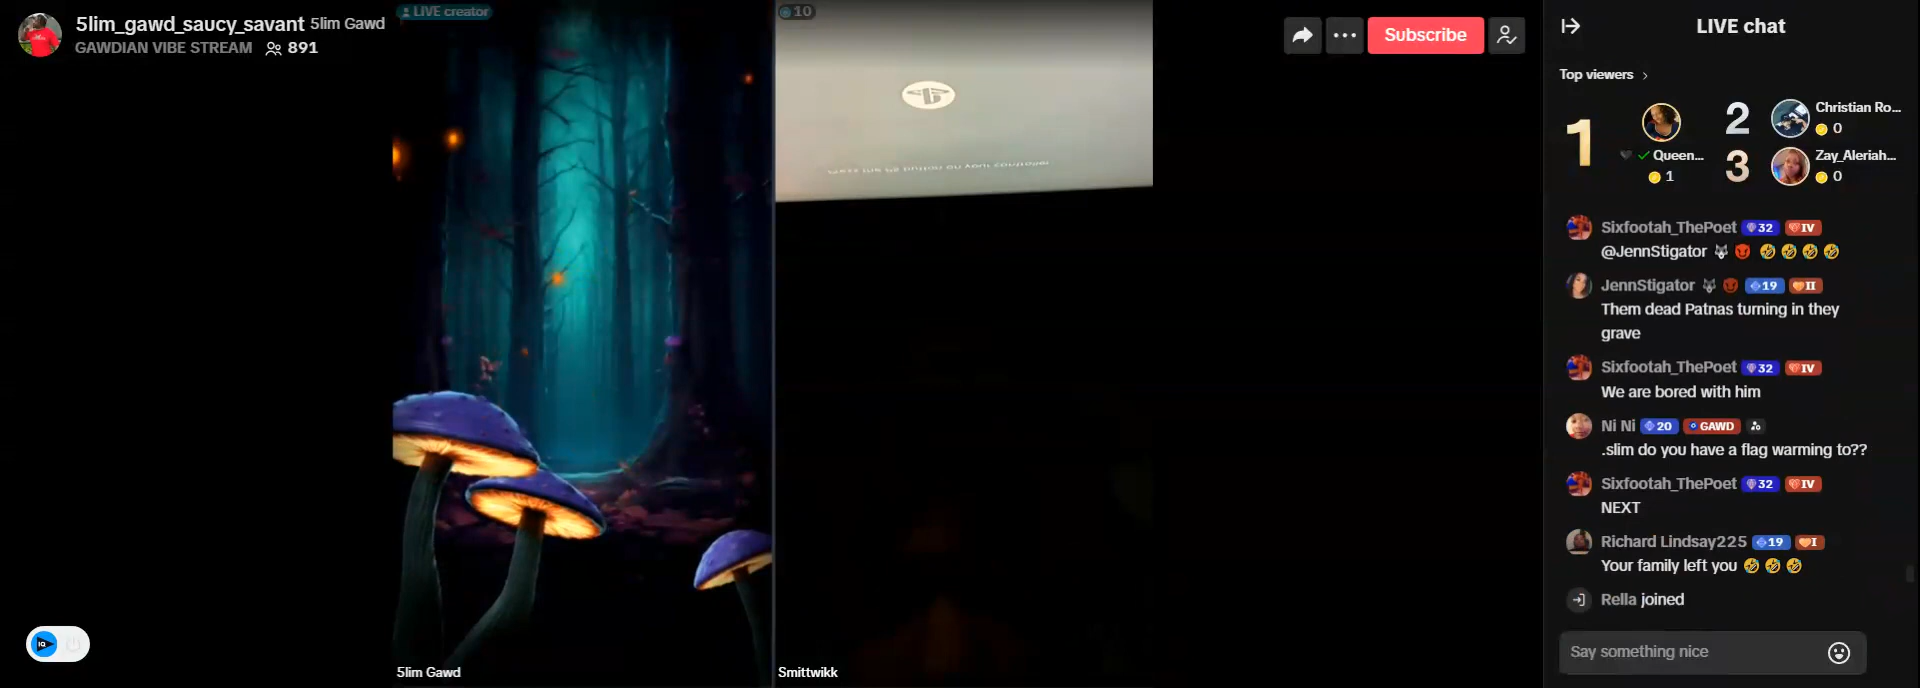 5lim_gawd_saucy_savant 5lim Gawd
GAWDIAN VIBE STREAM 891
LIVE creator
10
Subscribe
LIVE chat
Top viewers
1
Queen...
1
2
Christian Ro...
0
3
Zay_Aleriah...
0
Sixfootah_ThePoet 32 IV
@JennStigator 🐺 😈 🤣 🤣 🤣 🤣
JennStigator 🐺 😈 19 II
Them dead Patnas turning in they
grave
Sixfootah_ThePoet 32 IV
We are bored with him
Ni Ni 20 GAWD
.slim do you have a flag warming to??
Sixfootah_ThePoet 32 IV
NEXT
Richard Lindsay225 19 I
Your family left you 🤣 🤣 🤣
Rella joined
Say something nice
5lim Gawd
Smittwikk